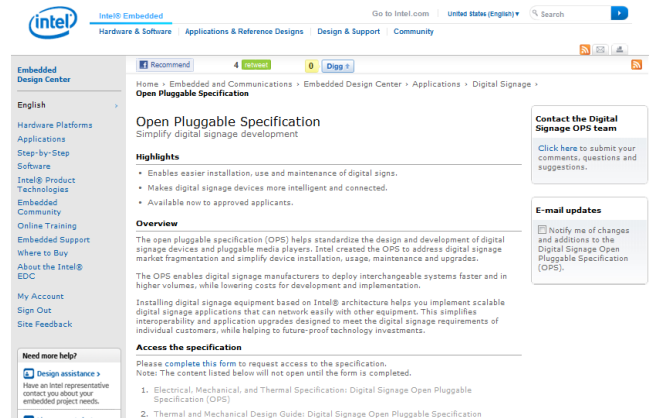 intel
Intel® Embedded
Go to Intel.com
United States (English)
Search
Hardware & Software
Applications & Reference Designs
Design & Support
Community
Recommend
4 retweet
0 Digg
Embedded
Design Center
English
Hardware Platforms
Applications
Step-by-Step
Software
Intel® Product
Technologies
Embedded
Community
Online Training
Embedded Support
Where to Buy
About the Intel®
EDC
My Account
Sign Out
Site Feedback
Need more help?
Design assistance >
Have an Intel representative
contact you about your
embedded project needs.
Home › Embedded and Communications › Embedded Design Center › Applications › Digital Signage ›
Open Pluggable Specification
Open Pluggable Specification
Simplify digital signage development
Highlights
• Enables easier installation, use and maintenance of digital signs.
• Makes digital signage devices more intelligent and connected.
• Available now to approved applicants.
Overview
The open pluggable specification (OPS) helps standardize the design and development of digital
signage devices and pluggable media players. Intel created the OPS to address digital signage
market fragmentation and simplify device installation, usage, maintenance and upgrades.
The OPS enables digital signage manufacturers to deploy interchangeable systems faster and in
higher volumes, while lowering costs for development and implementation.
Installing digital signage equipment based on Intel® architecture helps you implement scalable
digital signage applications that can network easily with other equipment. This simplifies
interoperability and application upgrades designed to meet the digital signage requirements of
individual customers, while helping to future-proof technology investments.
Access the specification
Please complete this form to request access to the specification.
Note: The content listed below will not open until the form is completed.
1. Electrical, Mechanical, and Thermal Specification: Digital Signage Open Pluggable
Specification (OPS)
2. Thermal and Mechanical Design Guide: Digital Signage Open Pluggable Specification
Contact the Digital
Signage OPS team
Click here to submit your
comments, questions and
suggestions.
E-mail updates
Notify me of changes
and additions to the
Digital Signage Open
Pluggable Specification
(OPS).